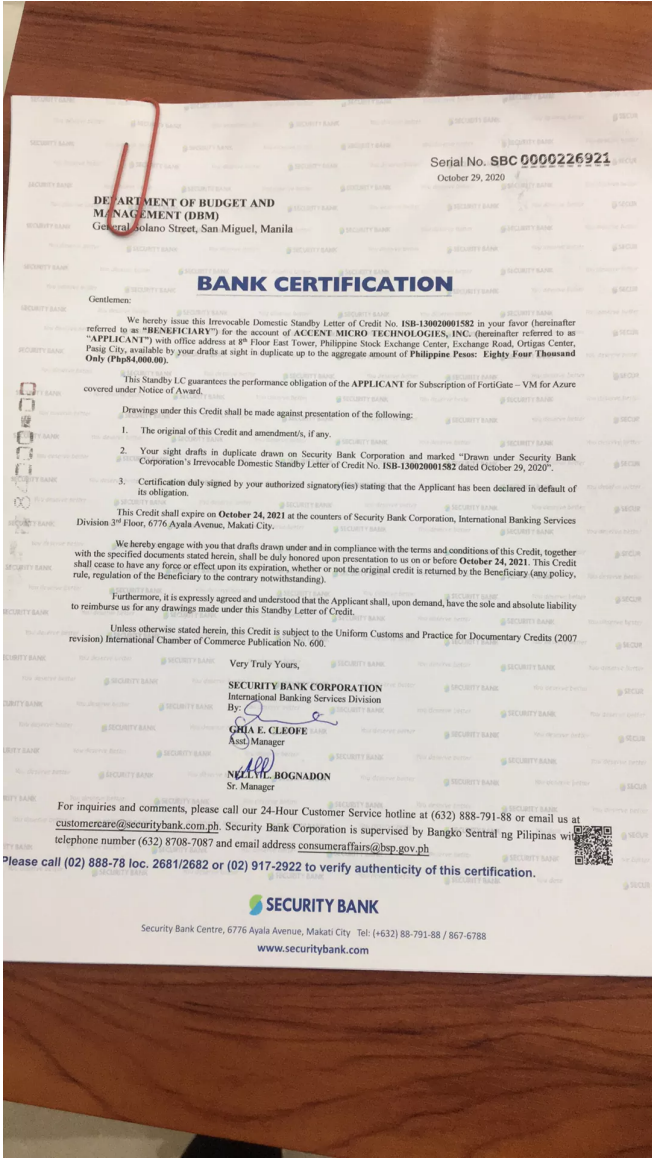 Serial No. SBC 0000226921
October 29, 2020
DEPARTMENT OF BUDGET AND
MANAGEMENT (DBM)
General Solano Street, San Miguel, Manila
BANK CERTIFICATION
Gentlemen:
We hereby issue this Irrevocable Domestic Standby Letter of Credit No. ISB-130020001582 in your favor (hereinafter
referred to as "BENEFICIARY") for the account of ACCENT MICRO TECHNOLOGIES, INC. (hereinafter referred to as
"APPLICANT") with office address at 8th Floor East Tower, Philippine Stock Exchange Center, Exchange Road, Ortigas Center,
Pasig City, available by your drafts at sight in duplicate up to the aggregate amount of Philippine Pesos: Eighty Four Thousand
Only (Php84,000.00).
This Standby LC guarantees the performance obligation of the APPLICANT for Subscription of FortiGate – VM for Azure
covered under Notice of Award.
Drawings under this Credit shall be made against presentation of the following:
1. The original of this Credit and amendment/s, if any.
2. Your sight drafts in duplicate drawn on Security Bank Corporation and marked "Drawn under Security Bank
Corporation's Irrevocable Domestic Standby Letter of Credit No. ISB-130020001582 dated October 29, 2020".
3. Certification duly signed by your authorized signatory(ies) stating that the Applicant has been declared in default of
its obligation.
This Credit shall expire on October 24, 2021 at the counters of Security Bank Corporation, International Banking Services
Division 3rd Floor, 6776 Ayala Avenue, Makati City.
We hereby engage with you that drafts drawn under and in compliance with the terms and conditions of this Credit, together
with the specified documents stated herein, shall be duly honored upon presentation to us on or before October 24, 2021. This Credit
shall cease to have any force or effect upon its expiration, whether or not the original credit is returned by the Beneficiary (any policy,
rule, regulation of the Beneficiary to the contrary notwithstanding).
Furthermore, it is expressly agreed and understood that the Applicant shall, upon demand, have the sole and absolute liability
to reimburse us for any drawings made under this Standby Letter of Credit.
Unless otherwise stated herein, this Credit is subject to the Uniform Customs and Practice for Documentary Credits (2007
revision) International Chamber of Commerce Publication No. 600.
Very Truly Yours,
SECURITY BANK CORPORATION
International Banking Services Division
By:
GHIA E. CLEOFE
Asst. Manager
BOGNADON
Sr. Manager
For inquiries and comments, please call our 24-Hour Customer Service hotline at (632) 888-791-88 or email us at
customercare@securitybank.com.ph. Security Bank Corporation is supervised by Bangko Sentral ng Pilipinas with
telephone number (632) 8708-7087 and email address consumeraffairs@bsp.gov.ph
Please call (02) 888-78 loc. 2681/2682 or (02) 917-2922 to verify authenticity of this certification.
SECURITY BANK
Security Bank Centre, 6776 Ayala Avenue, Makati City Tel: (+632) 88-791-88 / 867-6788
www.securitybank.com